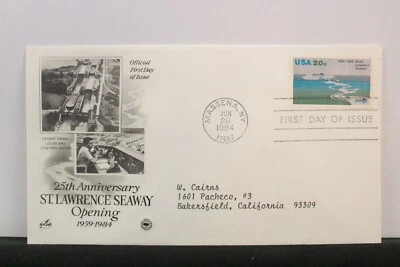 Official
First Day
of Issue
25th Anniversary
ST. LAWRENCE SEAWAY
Opening
1959-1984
MASSENA, NY
JUN
26
1984
13662
USA 20c
FIRST DAY OF ISSUE
W. Cairns
1601 Pacheco, #3
Bakersfield, California 93309